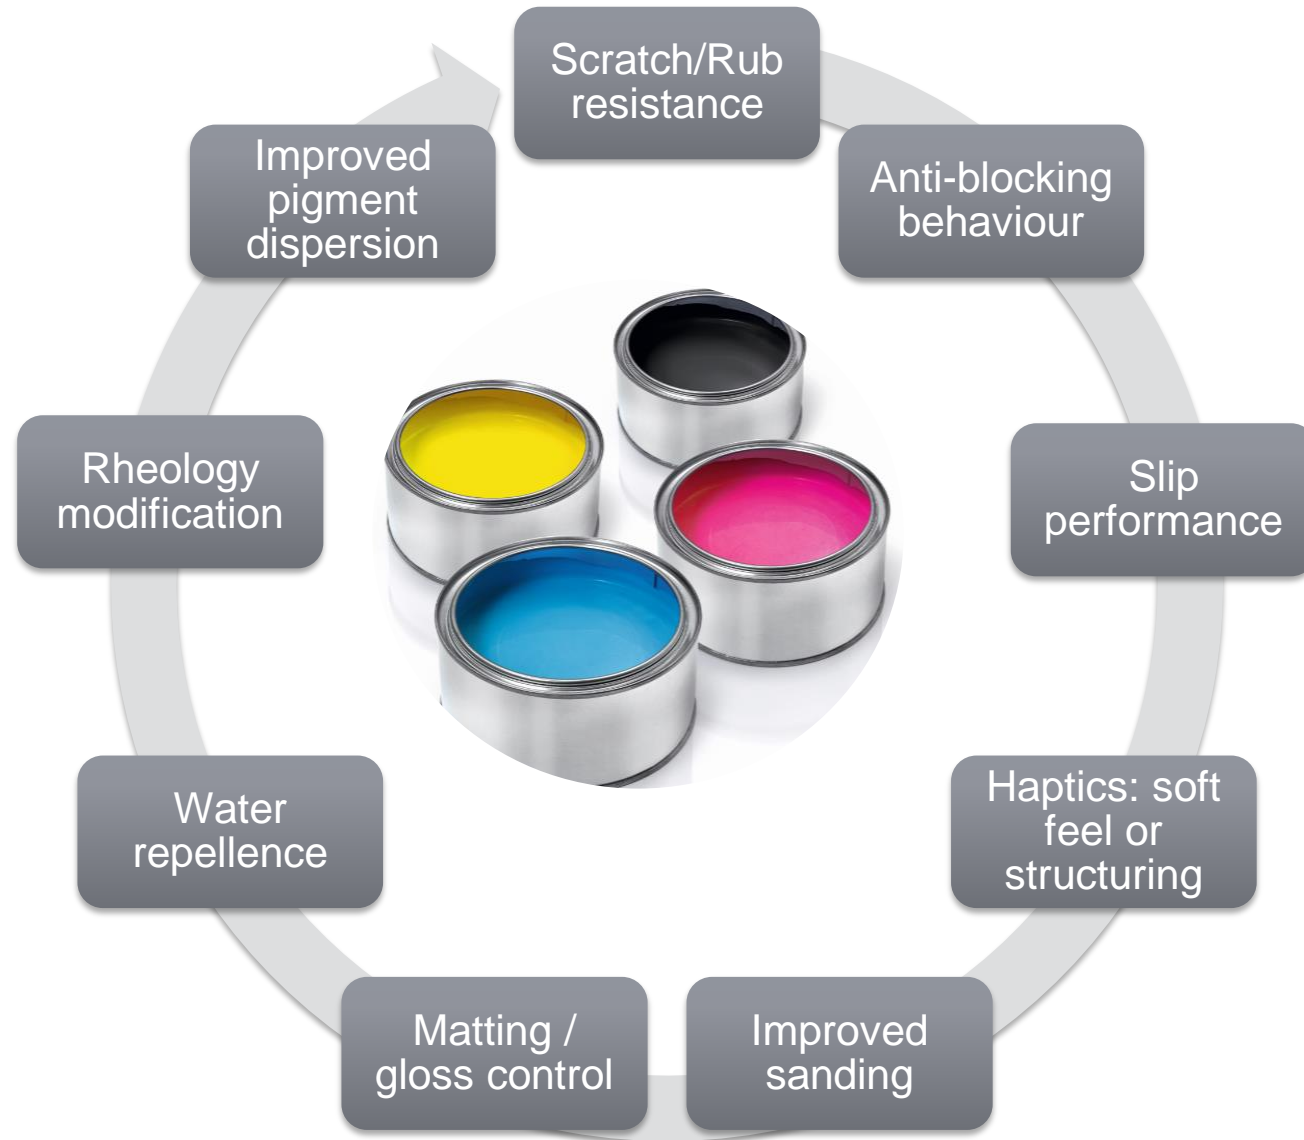 Scratch/Rub
resistance
Anti-blocking
behaviour
Slip
performance
Haptics: soft
feel or
structuring
Improved
sanding
Matting /
gloss control
Water
repellence
Rheology
modification
Improved
pigment
dispersion